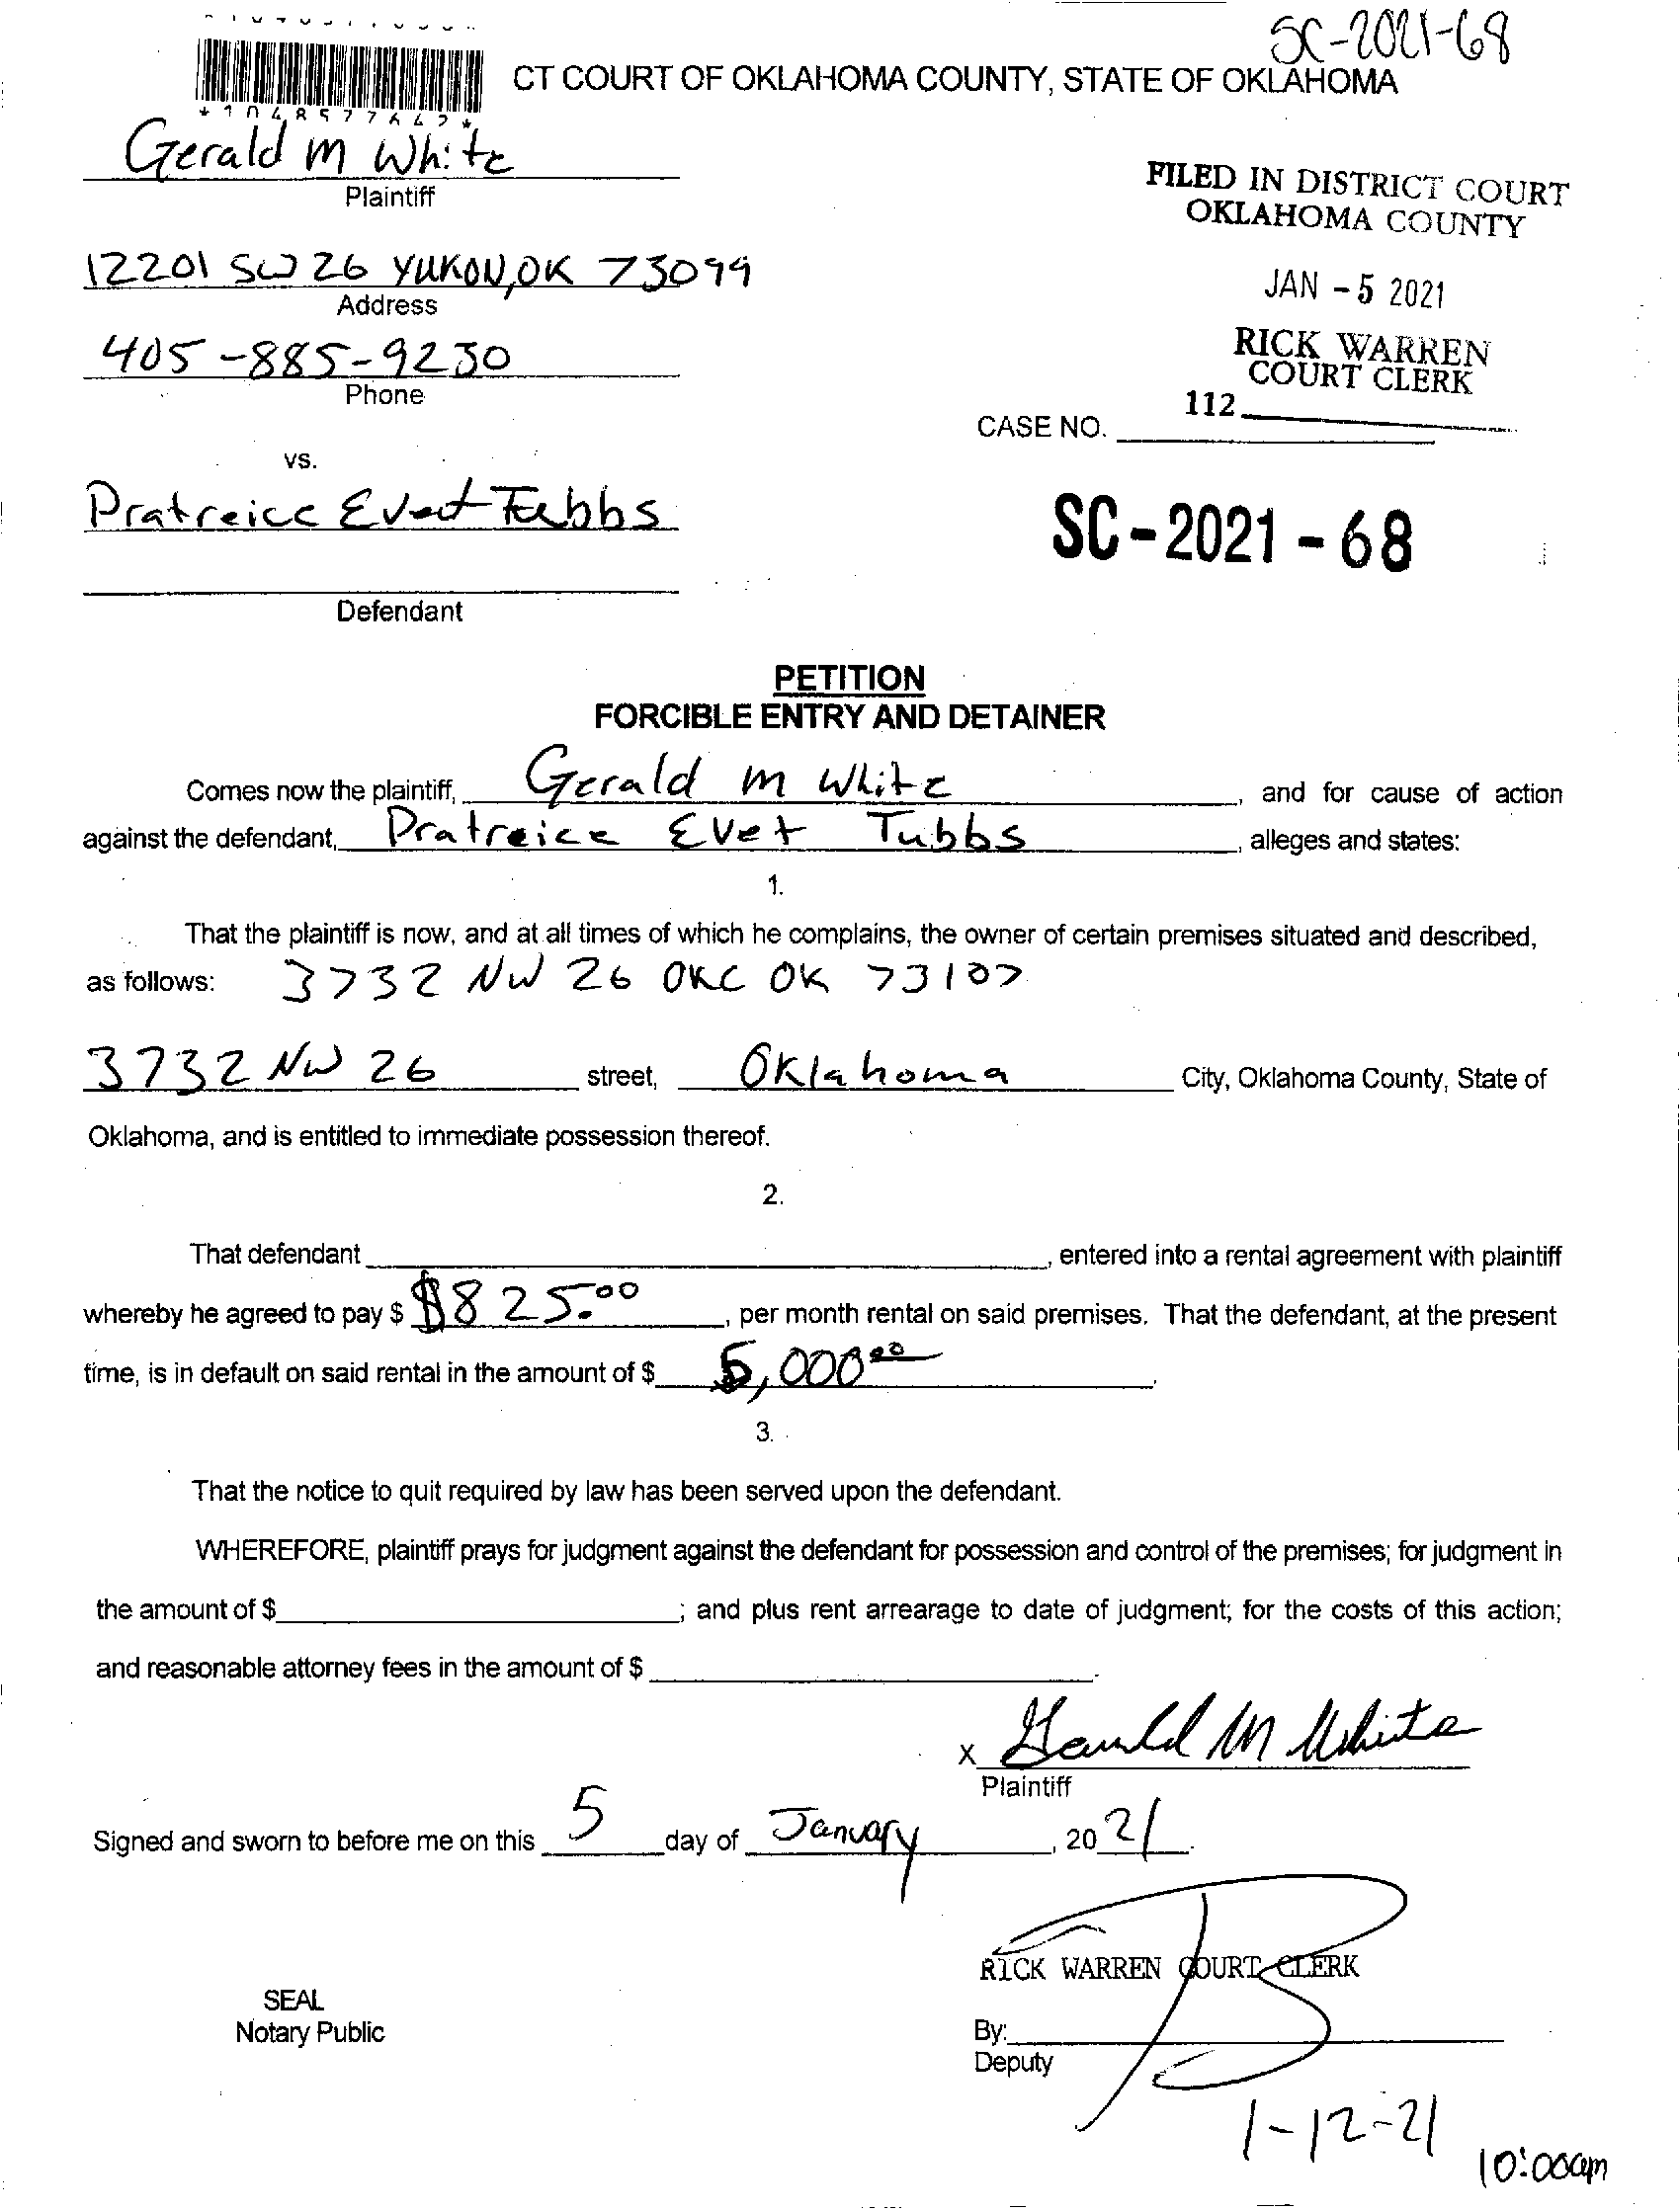 SC-2021-68
CT COURT OF OKLAHOMA COUNTY, STATE OF OKLAHOMA
*1048577642*
Gerald M White
Plaintiff
FILED IN DISTRICT COURT
OKLAHOMA COUNTY
12201 SW 26 YUKON, OK 73099
Address
JAN - 5 2021
405-885-9230
Phone
RICK WARREN
COURT CLERK
112
CASE NO.
vs.
Pratreice Evet Tubbs
SC - 2021 - 68
Defendant
PETITION
FORCIBLE ENTRY AND DETAINER
Comes now the plaintiff, Gerald M White, and for cause of action
against the defendant, Pratreice Evet Tubbs, alleges and states:
1.
That the plaintiff is now, and at all times of which he complains, the owner of certain premises situated and described,
as follows: 3732 NW 26 OKC OK 73107
3732 NW 26 street, Oklahoma City, Oklahoma County, State of
Oklahoma, and is entitled to immediate possession thereof.
2.
That defendant, entered into a rental agreement with plaintiff
whereby he agreed to pay $ $825.00, per month rental on said premises. That the defendant, at the present
time, is in default on said rental in the amount of $ 5,000.00.
3.
That the notice to quit required by law has been served upon the defendant.
WHEREFORE, plaintiff prays for judgment against the defendant for possession and control of the premises; for judgment in
the amount of $; and plus rent arrearage to date of judgment; for the costs of this action;
and reasonable attorney fees in the amount of $.
x Gerald M White
Plaintiff
Signed and sworn to before me on this 5 day of January, 2021.
RICK WARREN COURT CLERK
SEAL
Notary Public
By:
Deputy
1-12-21
10:00am